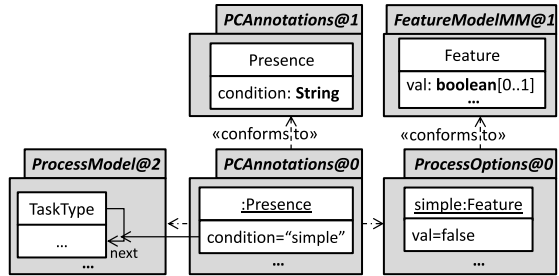 PCAnnotations@1
Presence
condition: String
FeatureModelMM@1
Feature
val: boolean[0..1]
...
«conforms to»
«conforms to»
ProcessModel@2
TaskType
...
next
...
PCAnnotations@0
:Presence
condition=“simple”
...
ProcessOptions@0
simple:Feature
val=false
...